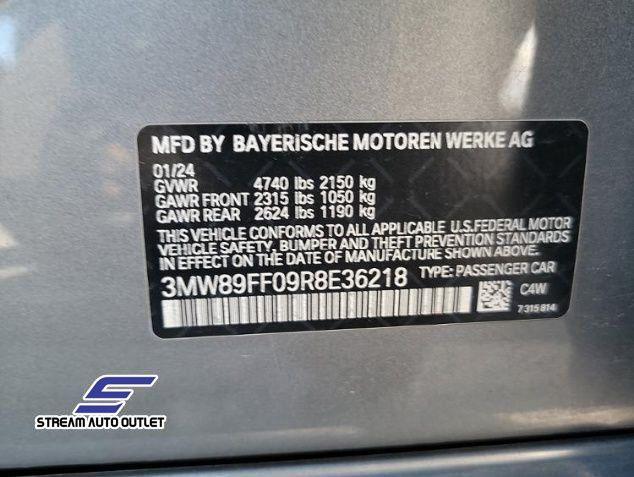 MFD BY BAYERISCHE MOTOREN WERKE AG
01/24
GVWR 4740 lbs 2150 kg
GAWR FRONT 2315 lbs 1050 kg
GAWR REAR 2624 lbs 1190 kg
THIS VEHICLE CONFORMS TO ALL APPLICABLE U.S.FEDERAL MOTOR
VEHICLE SAFETY, BUMPER AND THEFT PREVENTION STANDARDS
IN EFFECT ON THE DATE OF MANUFACTURE SHOWN ABOVE.
3MW89FF09R8E36218 TYPE: PASSENGER CAR
C4W
7 315 814
STREAM AUTO OUTLET